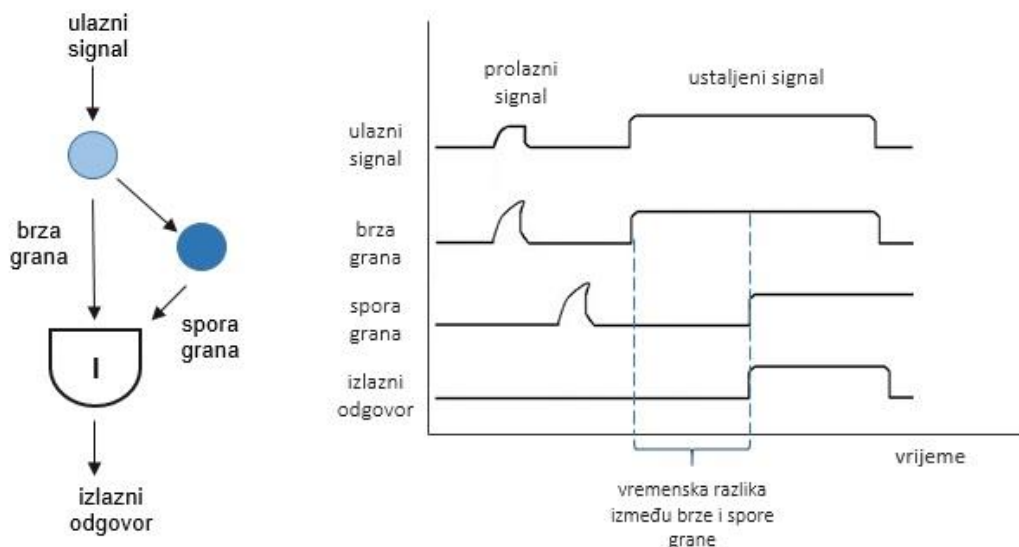 ulazni
signal
brza
grana
spora
grana
I
izlazni
odgovor
prolazni
signal
ustaljeni signal
ulazni
signal
brza
grana
spora
grana
izlazni
odgovor
vrijeme
vremenska razlika
između brze i spore
grane